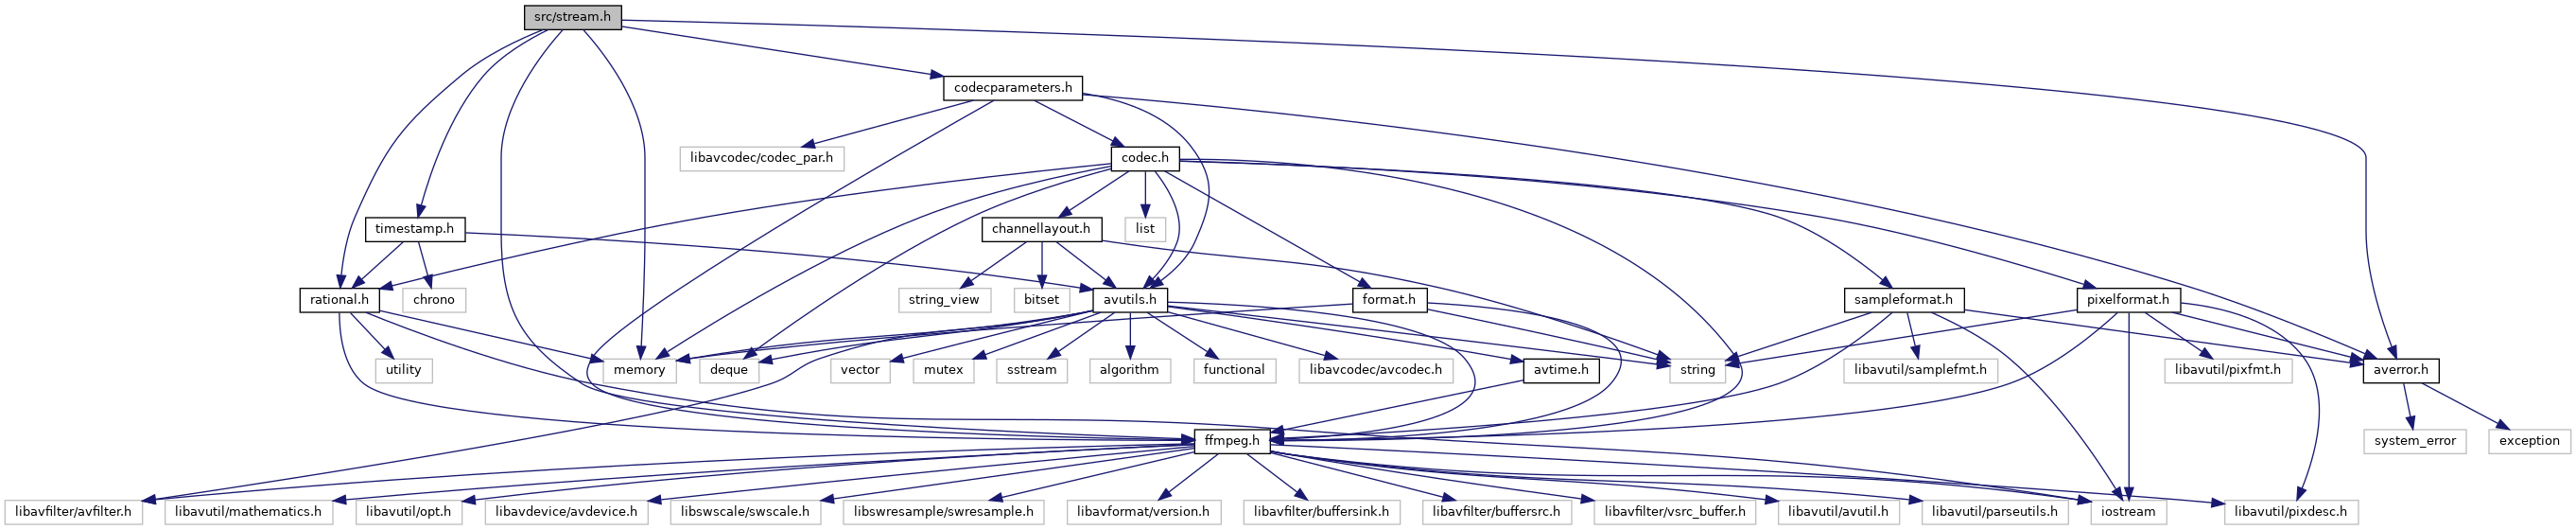 src/stream.h
codecparameters.h
libavcodec/codec_par.h
codec.h
timestamp.h
channellayout.h
list
rational.h
chrono
string_view
bitset
avutils.h
format.h
sampleformat.h
pixelformat.h
utility
memory
deque
vector
mutex
sstream
algorithm
functional
libavcodec/avcodec.h
avtime.h
string
libavutil/samplefmt.h
libavutil/pixfmt.h
averror.h
ffmpeg.h
system_error
exception
libavfilter/avfilter.h
libavutil/mathematics.h
libavutil/opt.h
libavdevice/avdevice.h
libswscale/swscale.h
libswresample/swresample.h
libavformat/version.h
libavfilter/buffersink.h
libavfilter/buffersrc.h
libavfilter/vsrc_buffer.h
libavutil/avutil.h
libavutil/parseutils.h
iostream
libavutil/pixdesc.h